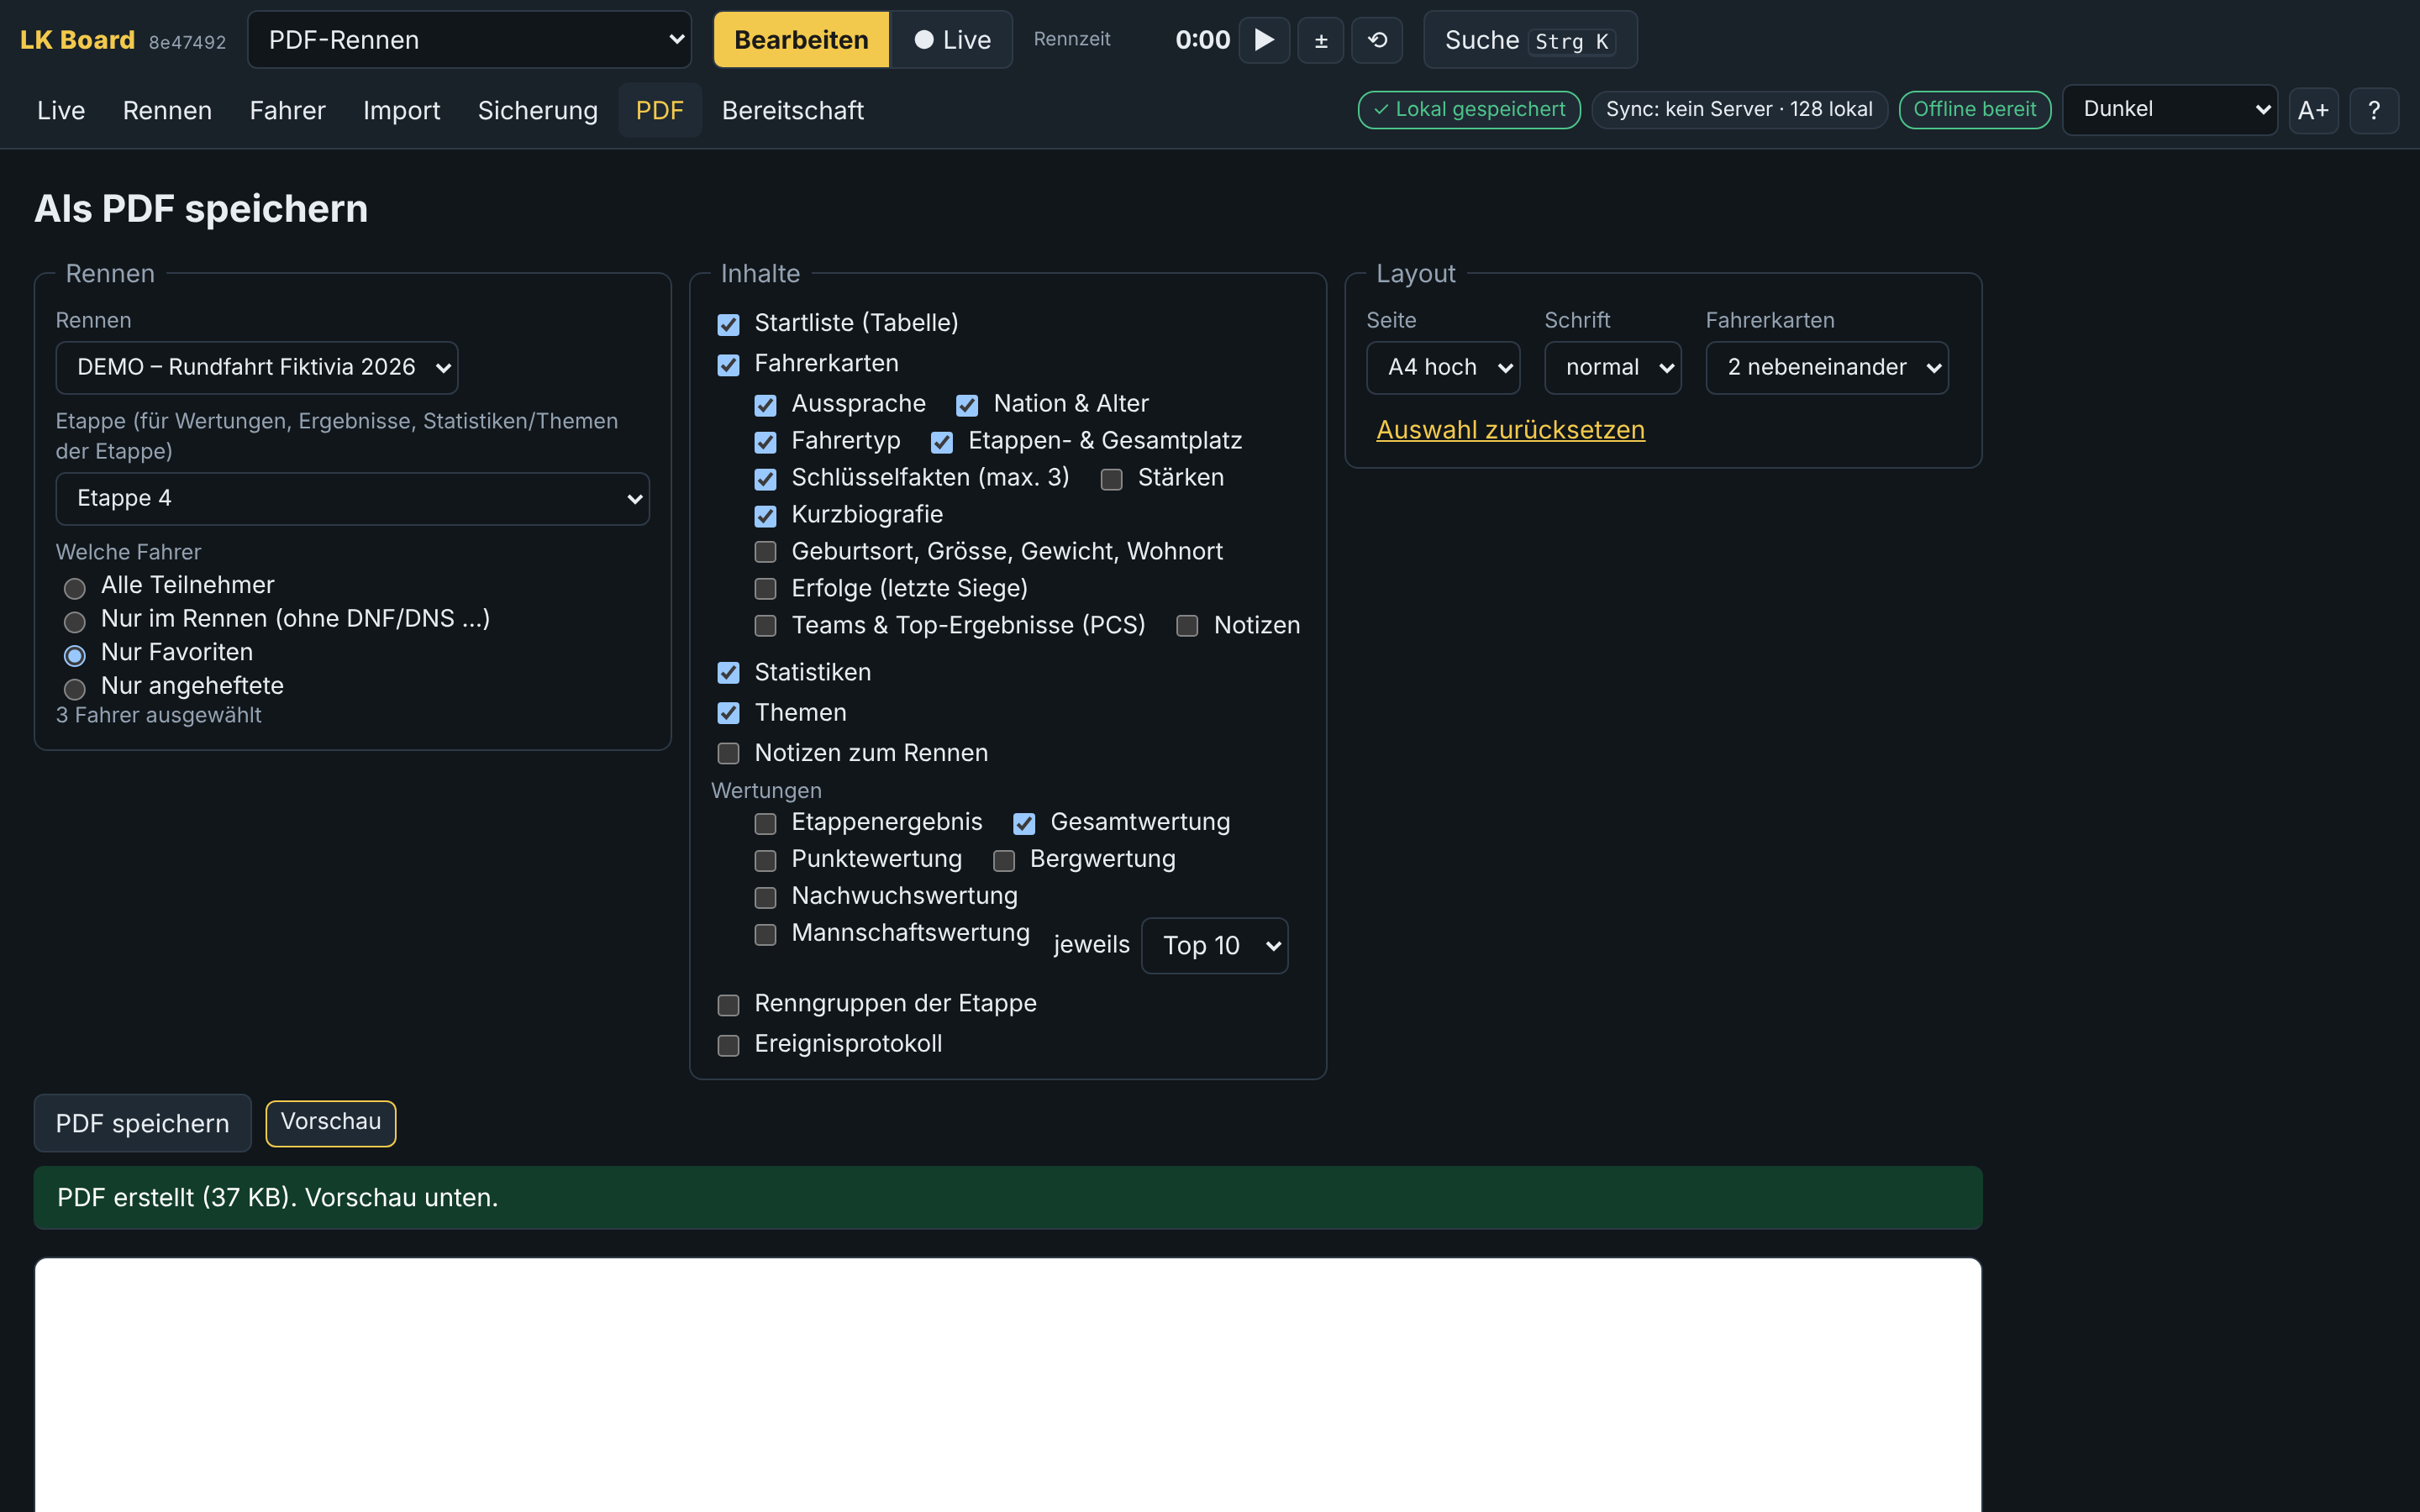 LK Board 8e47492 PDF-Rennen Bearbeiten Live Rennzeit 0:00 ± Suche Strg K
Live Rennen Fahrer Import Sicherung PDF Bereitschaft ✓ Lokal gespeichert Sync: kein Server · 128 lokal Offline bereit Dunkel A+ ?
Als PDF speichern
Rennen
Rennen
DEMO – Rundfahrt Fiktivia 2026
Etappe (für Wertungen, Ergebnisse, Statistiken/Themen
der Etappe)
Etappe 4
Welche Fahrer
Alle Teilnehmer
Nur im Rennen (ohne DNF/DNS ...)
Nur Favoriten
Nur angeheftete
3 Fahrer ausgewählt
Inhalte
Startliste (Tabelle)
Fahrerkarten
Aussprache Nation & Alter
Fahrertyp Etappen- & Gesamtplatz
Schlüsselfakten (max. 3) Stärken
Kurzbiografie
Geburtsort, Grösse, Gewicht, Wohnort
Erfolge (letzte Siege)
Teams & Top-Ergebnisse (PCS) Notizen
Statistiken
Themen
Notizen zum Rennen
Wertungen
Etappenergebnis Gesamtwertung
Punktewertung Bergwertung
Nachwuchswertung
Mannschaftswertung jeweils Top 10
Renngruppen der Etappe
Ereignisprotokoll
Layout
Seite Schrift Fahrerkarten
A4 hoch normal 2 nebeneinander
Auswahl zurücksetzen
PDF speichern Vorschau
PDF erstellt (37 KB). Vorschau unten.